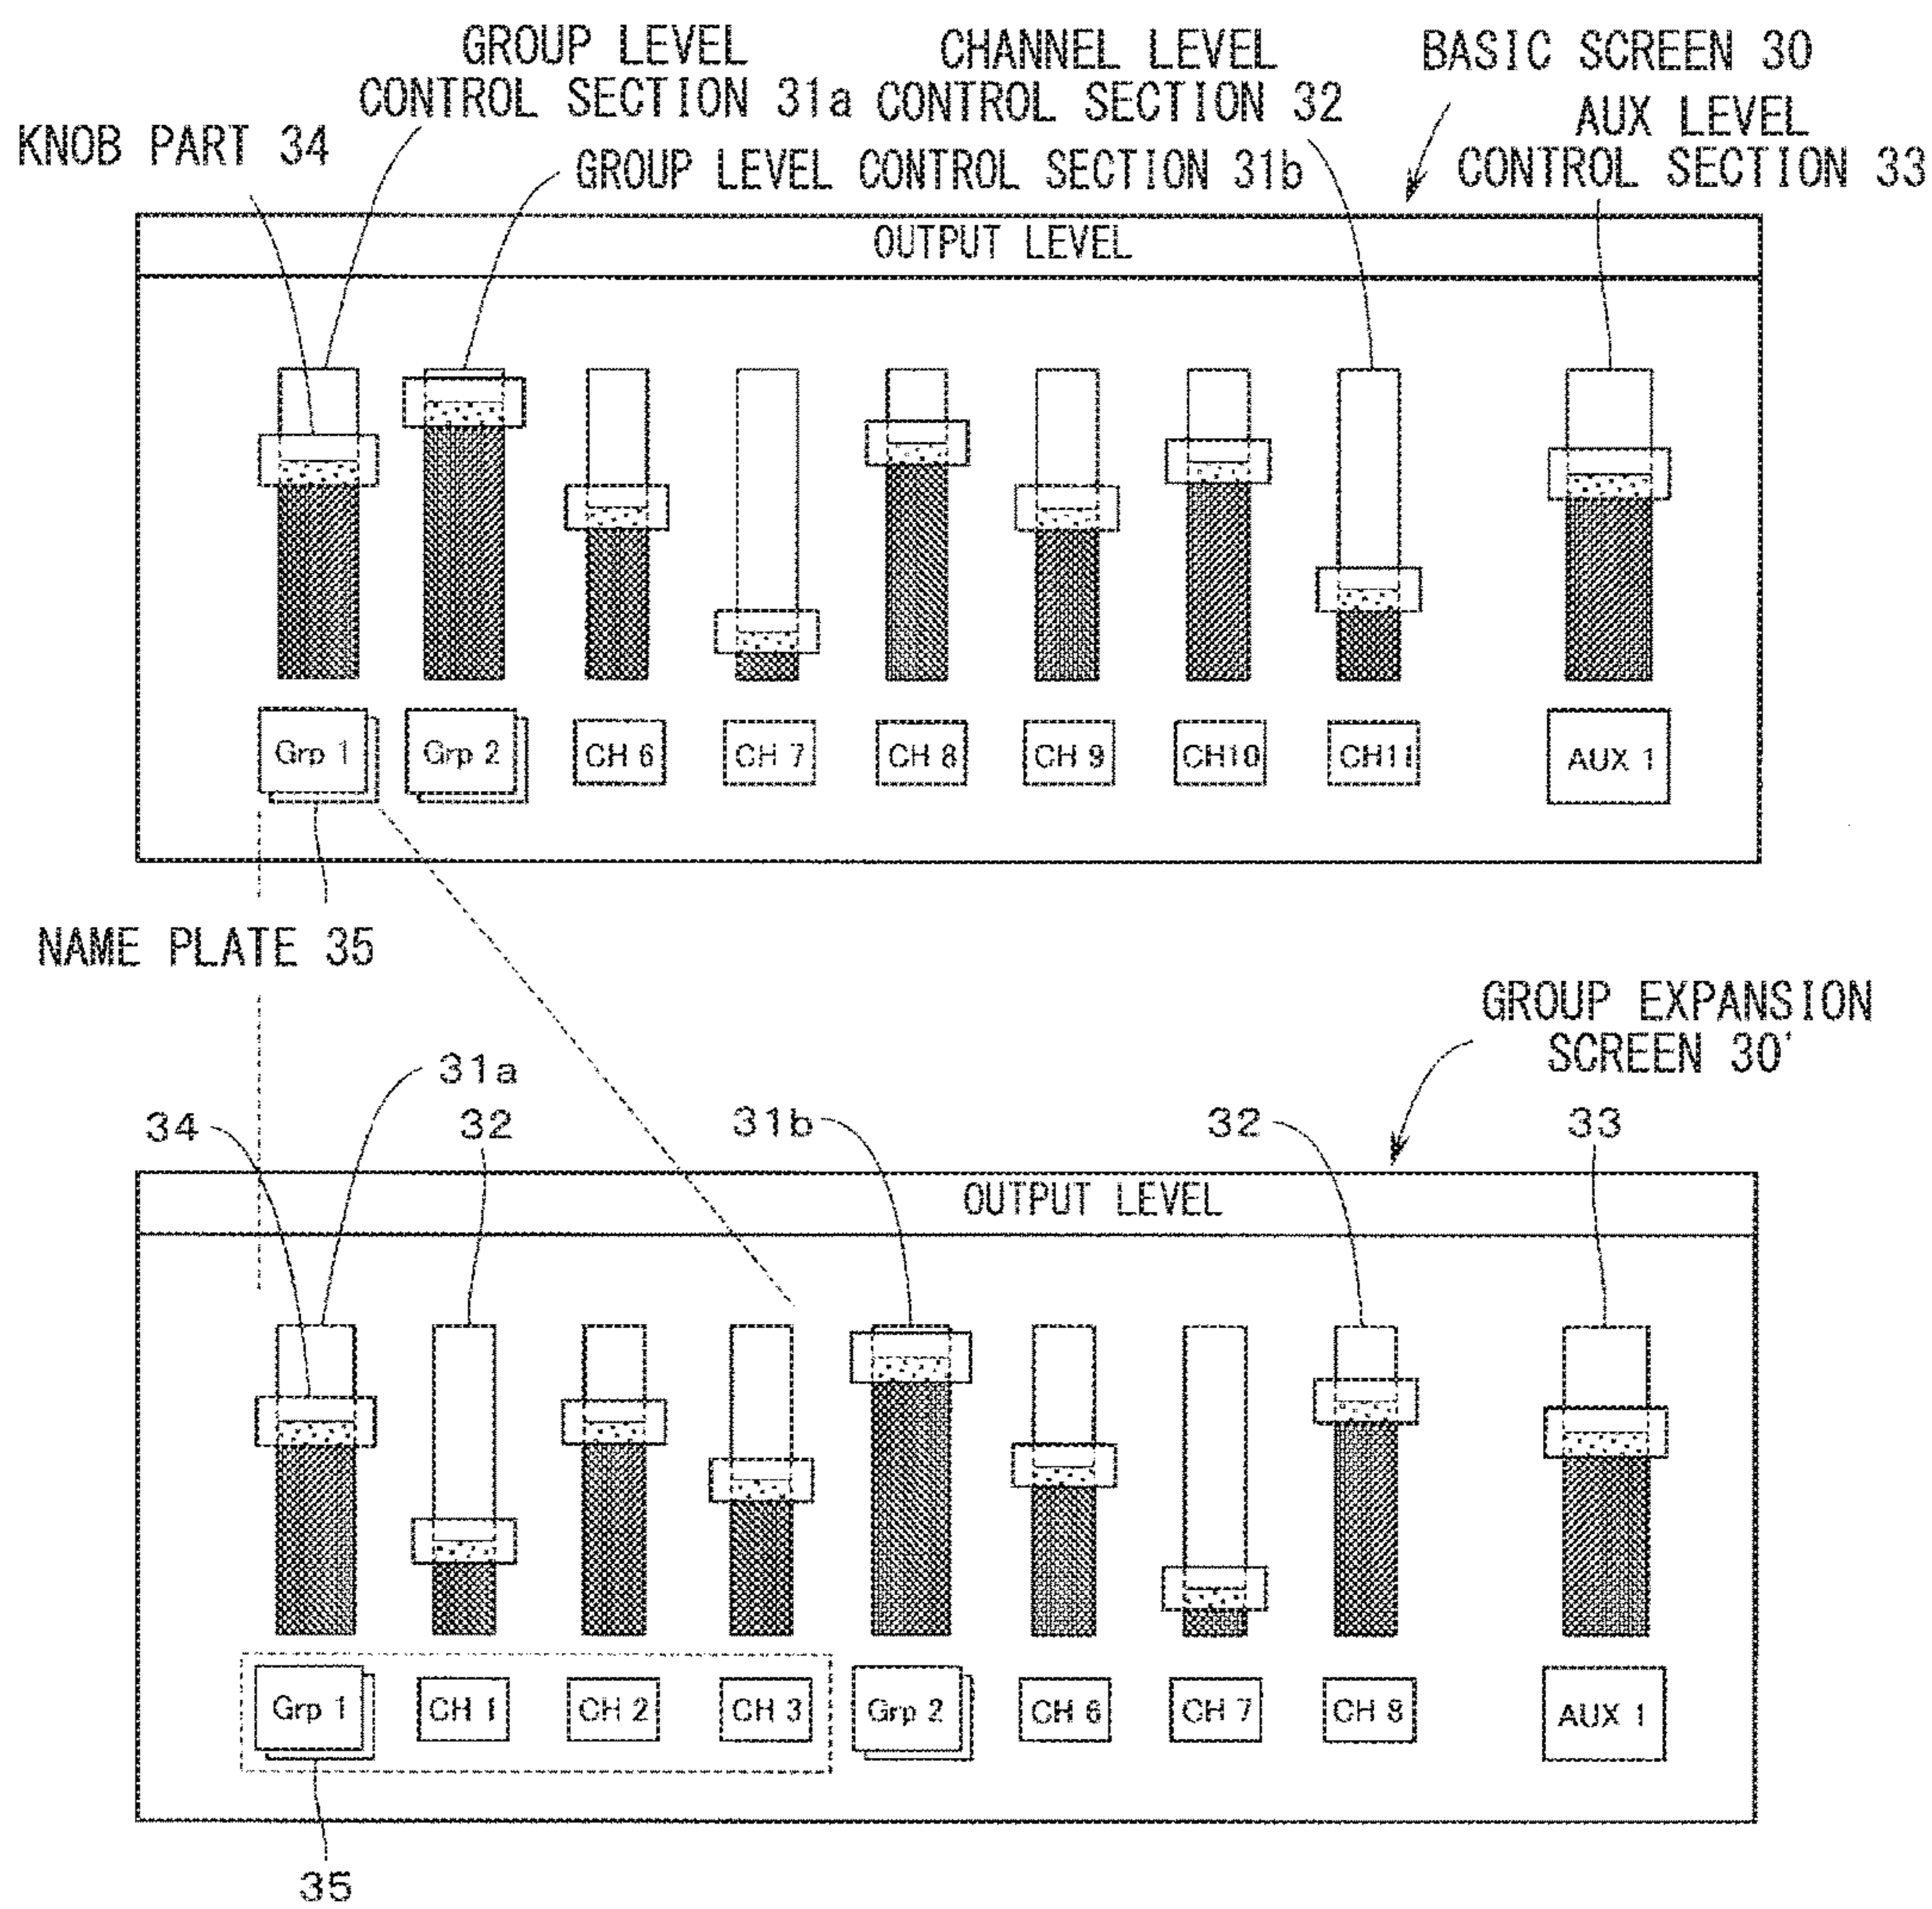 GROUP LEVEL
CONTROL SECTION 31a
CHANNEL LEVEL
CONTROL SECTION 32
BASIC SCREEN 30
AUX LEVEL
CONTROL SECTION 33
KNOB PART 34
GROUP LEVEL CONTROL SECTION 31b
OUTPUT LEVEL
Grp 1
Grp 2
CH 6
CH 7
CH 8
CH 9
CH10
CH11
AUX 1
NAME PLATE 35
GROUP EXPANSION
SCREEN 30'
31a
34
32
31b
32
33
OUTPUT LEVEL
Grp 1
CH 1
CH 2
CH 3
Grp 2
CH 6
CH 7
CH 8
AUX 1
35